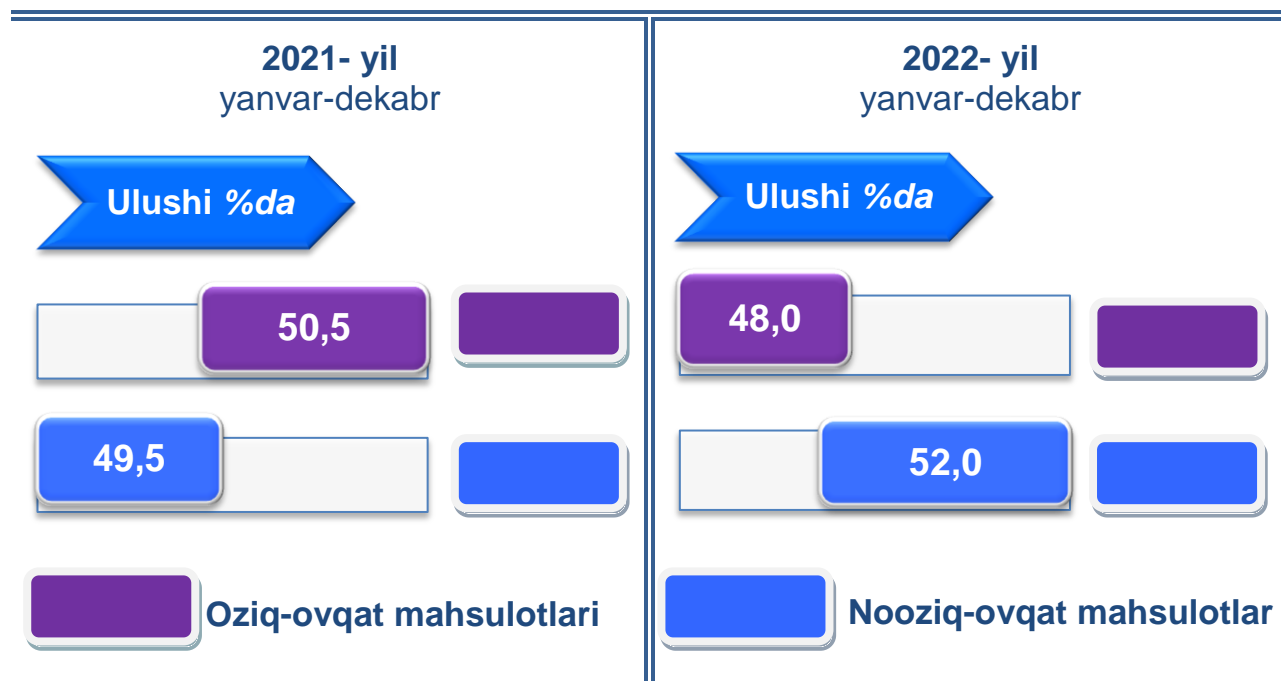 2021- yil
yanvar-dekabr
Ulushi %da
50,5
49,5
Oziq-ovqat mahsulotlari
2022- yil
yanvar-dekabr
Ulushi %da
48,0
52,0
Nooziq-ovqat mahsulotlar